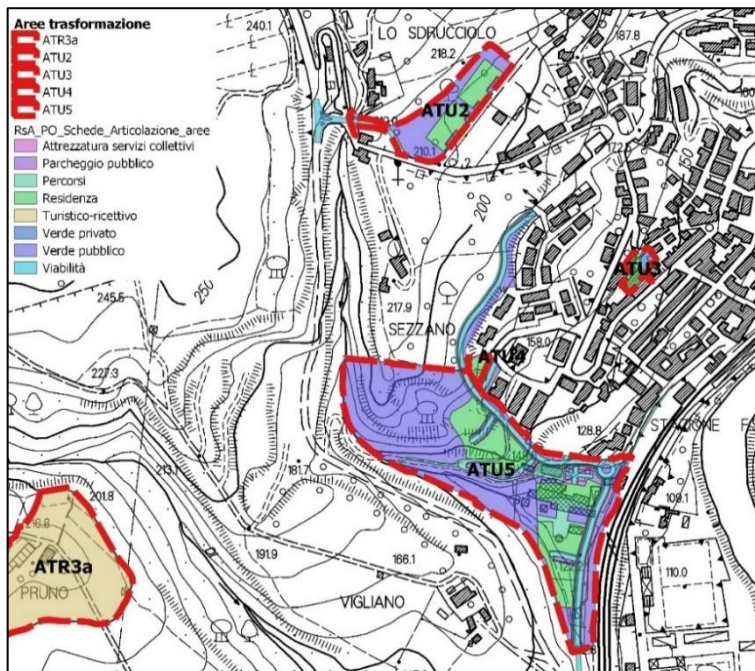 Aree trasformazione
ATR3a
ATU2
ATU3
ATU4
ATU5
RsA_PO_Schede_Articolazione_aree
Attrezzatura servizi collettivi
Parcheggio pubblico
Percorsi
Residenza
Turistico-ricettivo
Verde privato
Verde pubblico
Viabilità
240.1
LO SDRUCCIOLO
218.2
187.8
ATU2
210.1
200
250
245.5
217.9
SEZZANO
ATU3
ATU4
158.0
227.3
128.8
STAZIONE F
213.1
181.7
ATU5
201.8
109.1
191.9
166.1
110.0
ATR3a
PRUNO
VIGLIANO